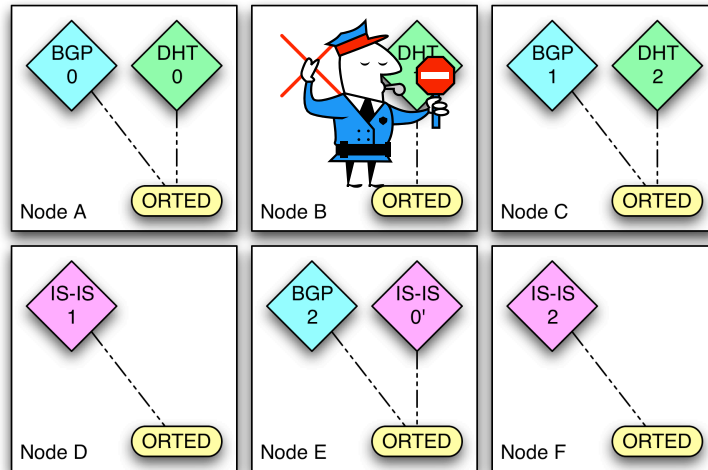 BGP
0
DHT
0
ORTED
Node A
DHT
ORTED
Node B
BGP
1
DHT
2
ORTED
Node C
IS-IS
1
ORTED
Node D
BGP
2
IS-IS
0'
ORTED
Node E
IS-IS
2
ORTED
Node F